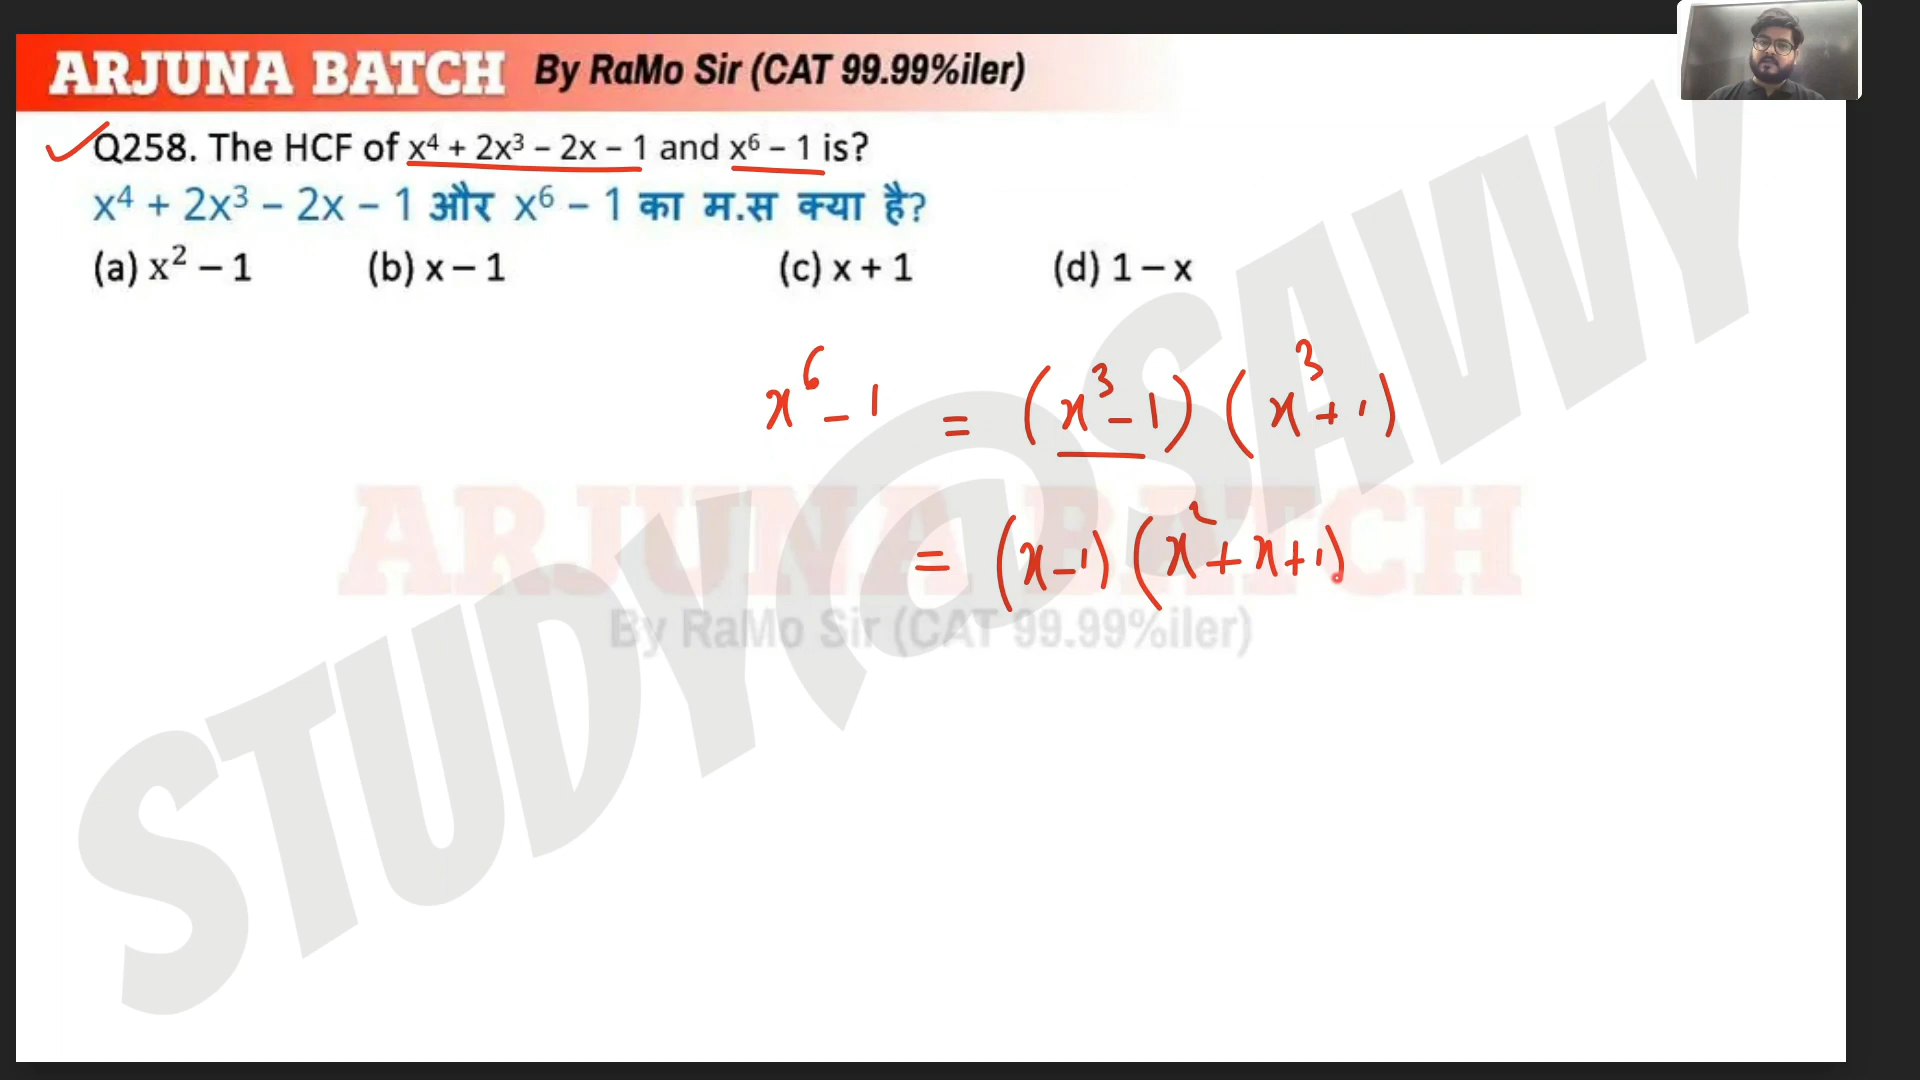 ARJUNA BATCH By RaMo Sir (CAT 99.99%iler)
Q258. The HCF of x⁴ + 2x³ – 2x – 1 and x⁶ – 1 is?
x⁴ + 2x³ – 2x – 1 और x⁶ – 1 का म.स क्या है?
(a) x² – 1 (b) x – 1 (c) x + 1 (d) 1 – x
x⁶ - 1 = (x³ - 1) (x³ + 1)
= (x-1) (x² + x + 1)
ARJUNA BATCH
By RaMo Sir (CAT 99.99%iler)
STUDY@SAVVY